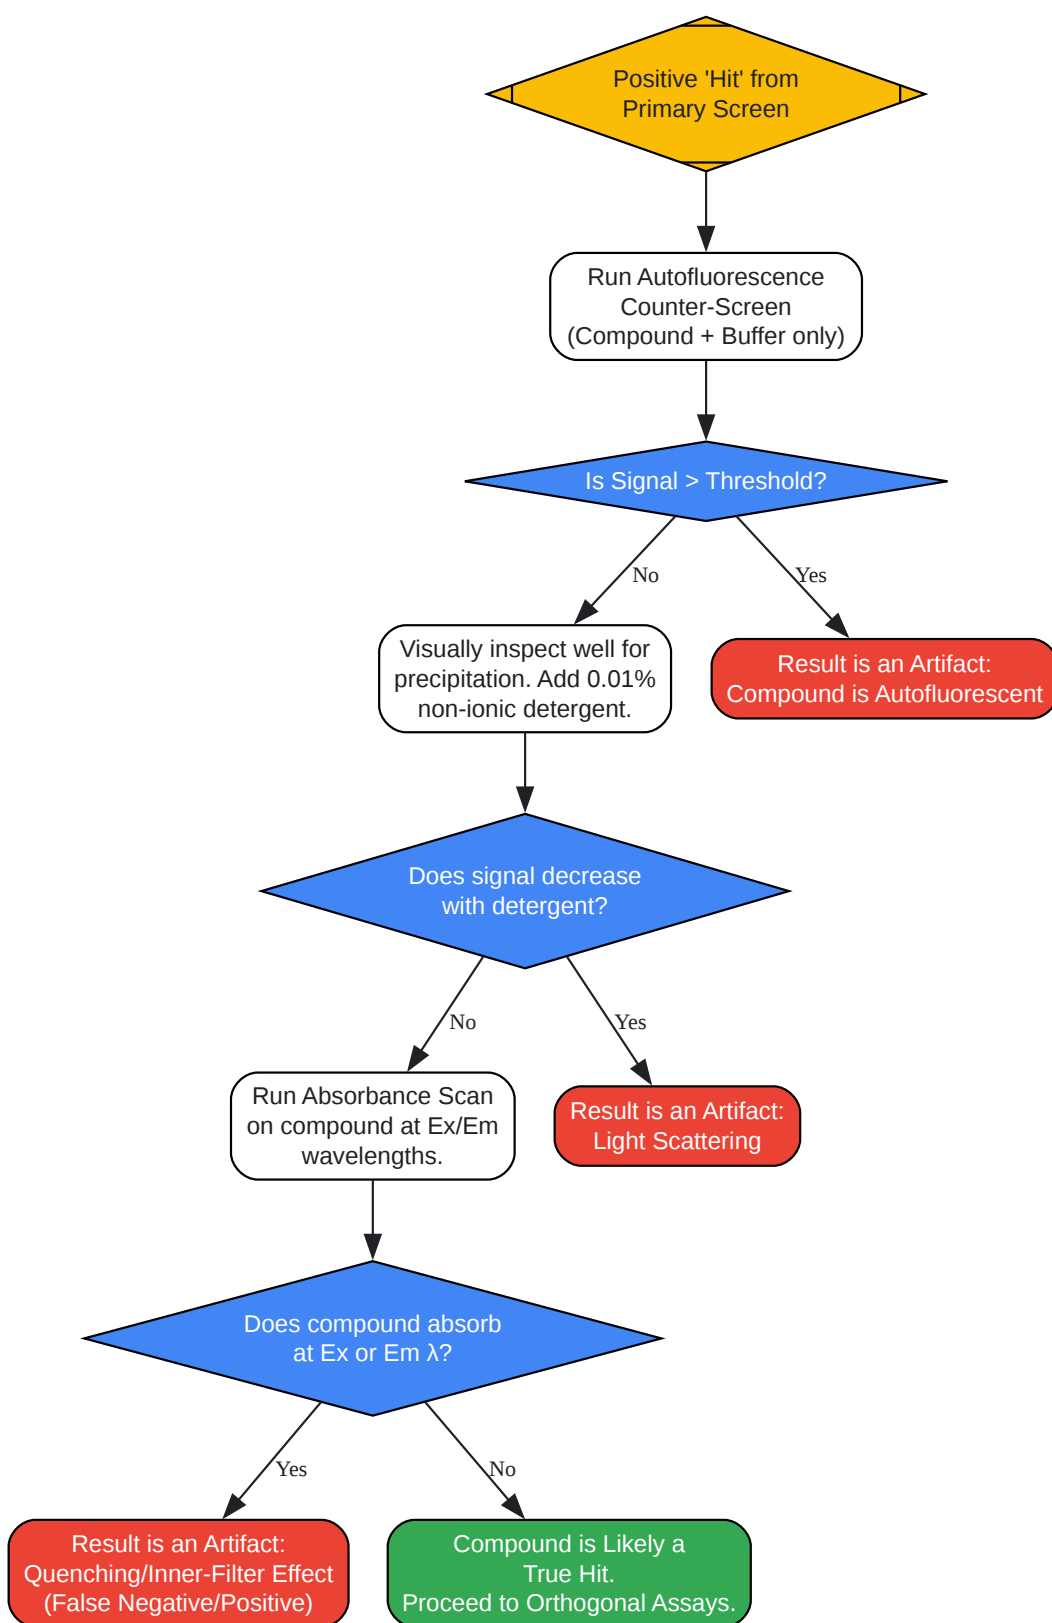 Positive 'Hit' from
Primary Screen
Run Autofluorescence
Counter-Screen
(Compound + Buffer only)
Is Signal > Threshold?
No
Yes
Visually inspect well for
precipitation. Add 0.01%
non-ionic detergent.
Result is an Artifact:
Compound is Autofluorescent
Does signal decrease
with detergent?
No
Yes
Run Absorbance Scan
on compound at Ex/Em
wavelengths.
Result is an Artifact:
Light Scattering
Does compound absorb
at Ex or Em λ?
Yes
No
Result is an Artifact:
Quenching/Inner-Filter Effect
(False Negative/Positive)
Compound is Likely a
True Hit.
Proceed to Orthogonal Assays.